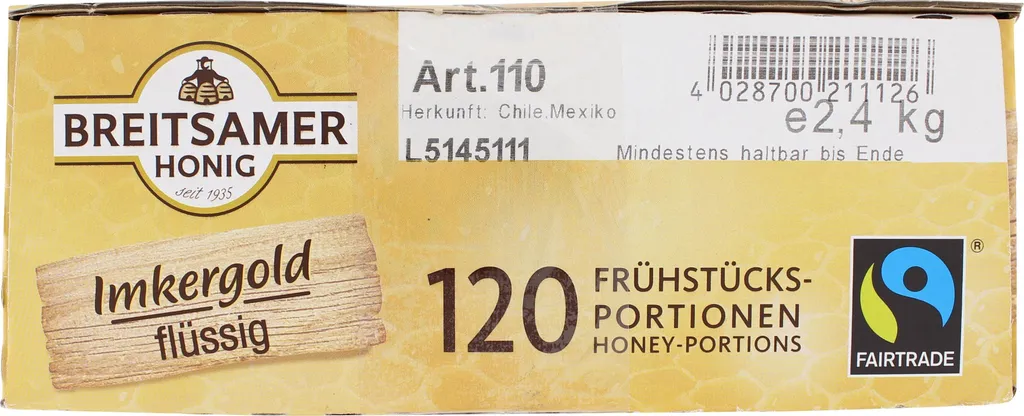 BREITSAMER
HONIG
seit 1935
Imkergold
flüssig
Art.110
Herkunft: Chile.Mexiko
L5145111
4 028700 211126
e2,4 kg
Mindestens haltbar bis Ende
120
FRÜHSTÜCKS-
PORTIONEN
HONEY-PORTIONS
®
FAIRTRADE